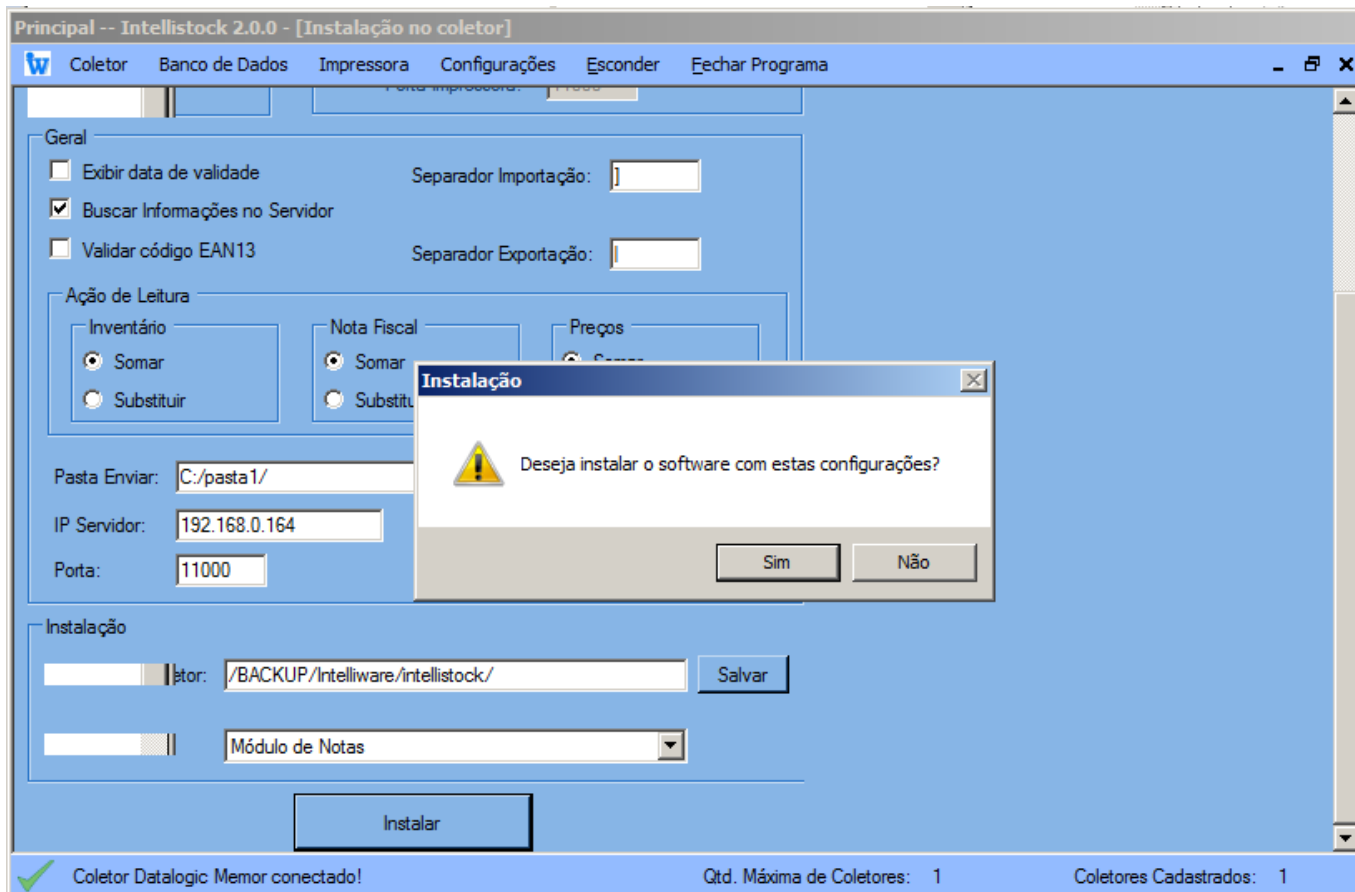 Principal -- Intellistock 2.0.0 - [Instalação no coletor]
Coletor Banco de Dados Impressora Configurações Esconder Fechar Programa
Geral
Exibir data de validade Separador Importação: ]
Buscar Informações no Servidor
Validar código EAN13 Separador Exportação: |
Ação de Leitura
Inventário Nota Fiscal Preços
Somar Somar Somar
Substituir
Instalação
Deseja instalar o software com estas configurações?
Sim Não
Pasta Enviar: C:/pasta1/
IP Servidor: 192.168.0.164
Porta: 11000
Instalação
etor: /BACKUP/Intelliware/intellistock/ Salvar
Módulo de Notas
Instalar
Coletor Datalogic Memor conectado! Qtd. Máxima de Coletores: 1 Coletores Cadastrados: 1